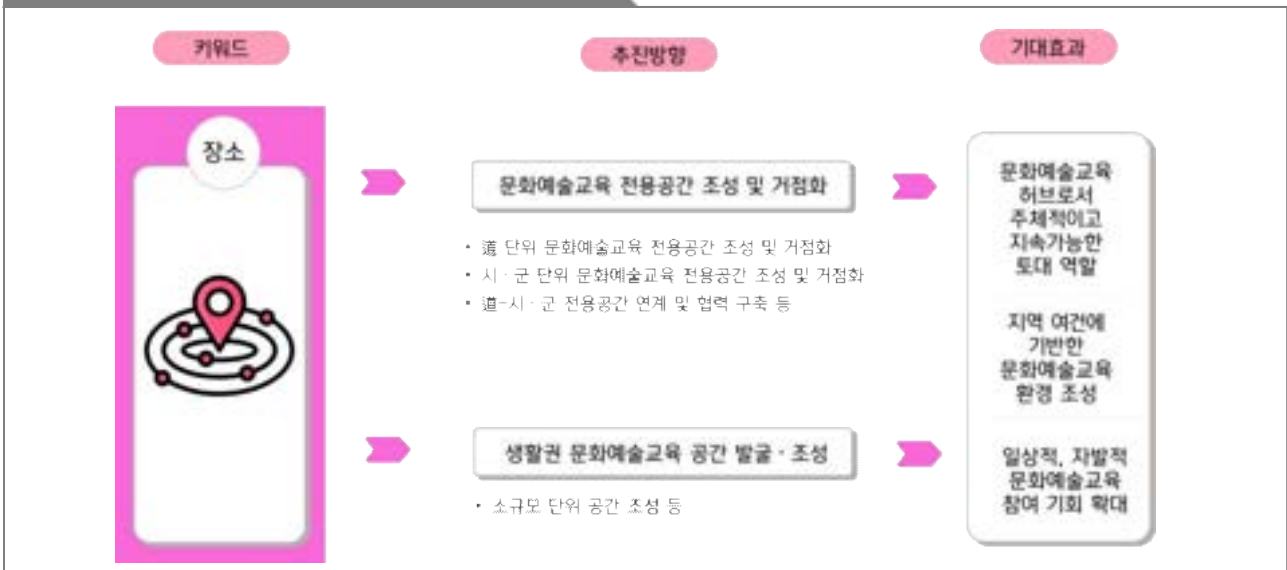 키워드
추진방향
기대효과
장소
문화예술교육 전용공간 조성 및 거점화
• 道 단위 문화예술교육 전용공간 조성 및 거점화
• 시·군 단위 문화예술교육 전용공간 조성 및 거점화
• 道-시·군 전용공간 연계 및 협력 구축 등
생활권 문화예술교육 공간 발굴·조성
• 소규모 단위 공간 조성 등
문화예술교육
허브로서
주체적이고
지속가능한
토대 역할
지역 여건에
기반한
문화예술교육
환경 조성
일상적, 자발적
문화예술교육
참여 기회 확대